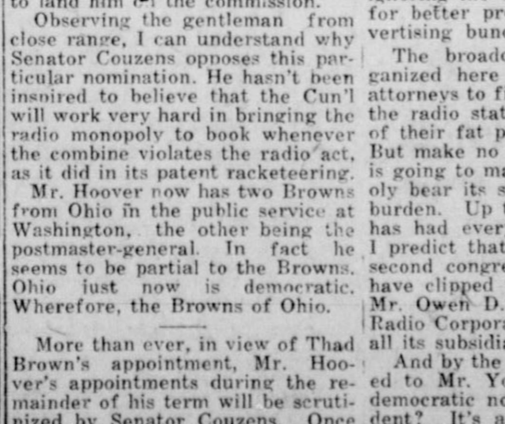 to land him on the commission.
Observing the gentleman from
close range, I can understand why
Senator Couzens opposes this par-
ticular nomination. He hasn't been
inspired to believe that the Cun'l
will work very hard in bringing the
radio monopoly to book whenever
the combine violates the radio act,
as it did in its patent racketeering.
Mr. Hoover now has two Browns
from Ohio in the public service at
Washington, the other being the
postmaster-general. In fact he
seems to be partial to the Browns.
Ohio just now is democratic.
Wherefore, the Browns of Ohio.
More than ever, in view of Thad
Brown's appointment, Mr. Hoo-
ver's appointments during the re-
mainder of his term will be scruti-
nized by Senator Couzens. Once
for better pr
vertising bun
The broadc
ganized here
attorneys to f
the radio stat
of their fat p
But make no
is going to ma
oly bear its s
burden. Up t
has had ever
I predict that
second congre
have clipped
Mr. Owen D.
Radio Corpora
all its subsidia
And by the
ed to Mr. Yo
democratic no
dent? It's a